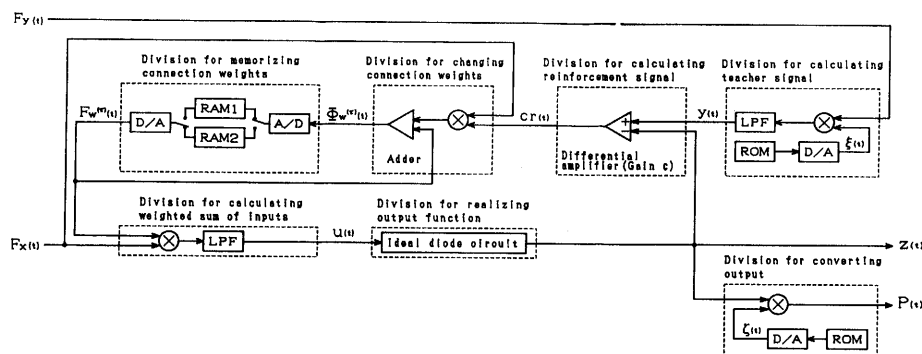 Fy(t)
Division for memorizing
connection weights
Division for changing
connection weights
Division for calculating
reinforcement signal
Division for calculating
teacher signal
Fw(τ)(t)
D/A
RAM1
RAM2
A/D
Φw(τ)(t)
Adder
cr(t)
+
−
Differential
amplifier (Gain c)
y(t)
LPF
ROM
D/A
ξ(t)
Division for calculating
weighted sum of inputs
Division for realizing
output function
Fx(t)
LPF
u(t)
Ideal diode circuit
z(t)
Division for converting
output
P(t)
ζ(t)
D/A
ROM